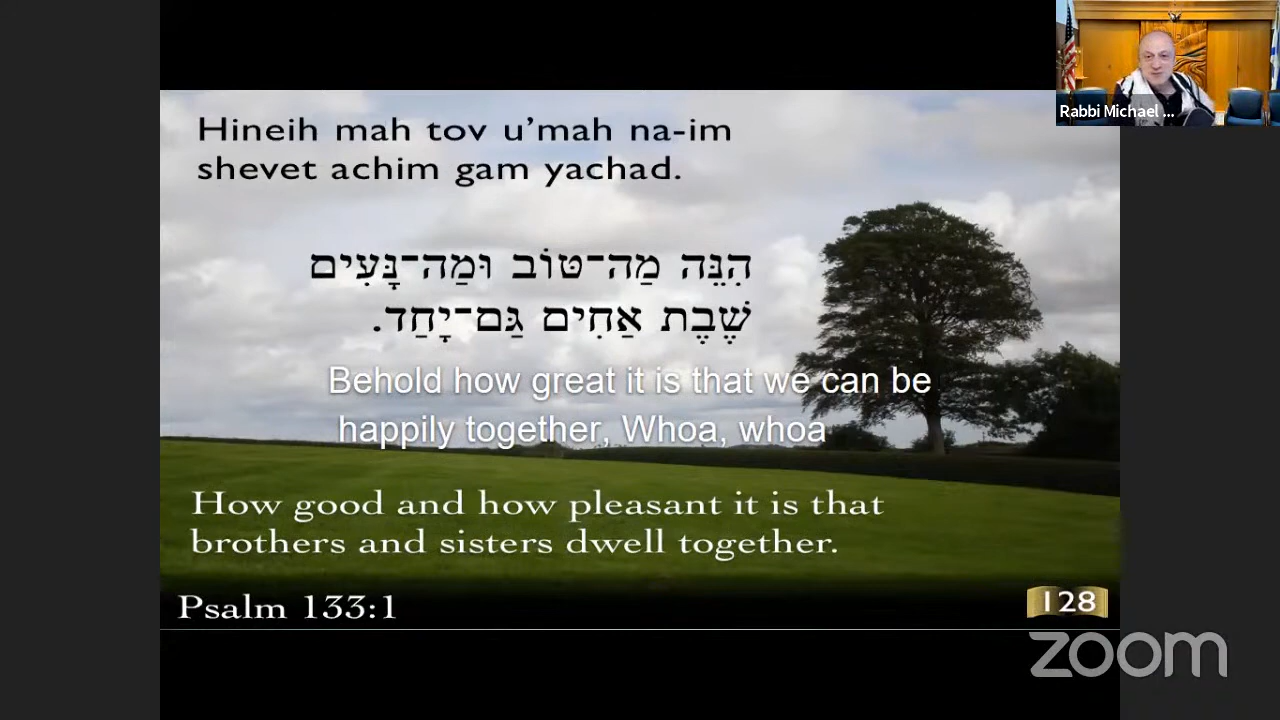 Rabbi Michael ...
Hineih mah tov u’mah na-im
shevet achim gam yachad.
הִנֵּה מַה־טּוֹב וּמַה־נָּעִים
שֶׁבֶת אַחִים גַּם־יָחַד.
Behold how great it is that we can be
happily together, Whoa, whoa
How good and how pleasant it is that
brothers and sisters dwell together.
Psalm 133:1
128
zoom